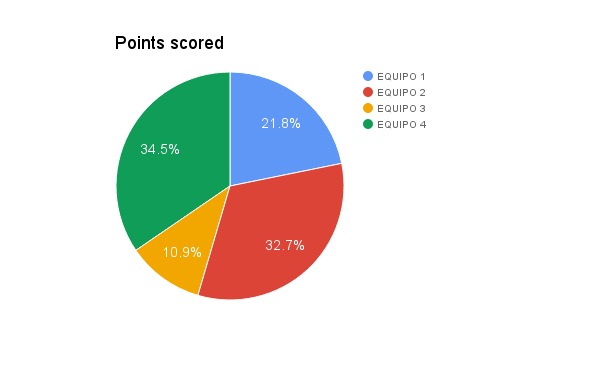 Points scored
EQUIPO 1
EQUIPO 2
EQUIPO 3
EQUIPO 4
21.8%
34.5%
32.7%
10.9%